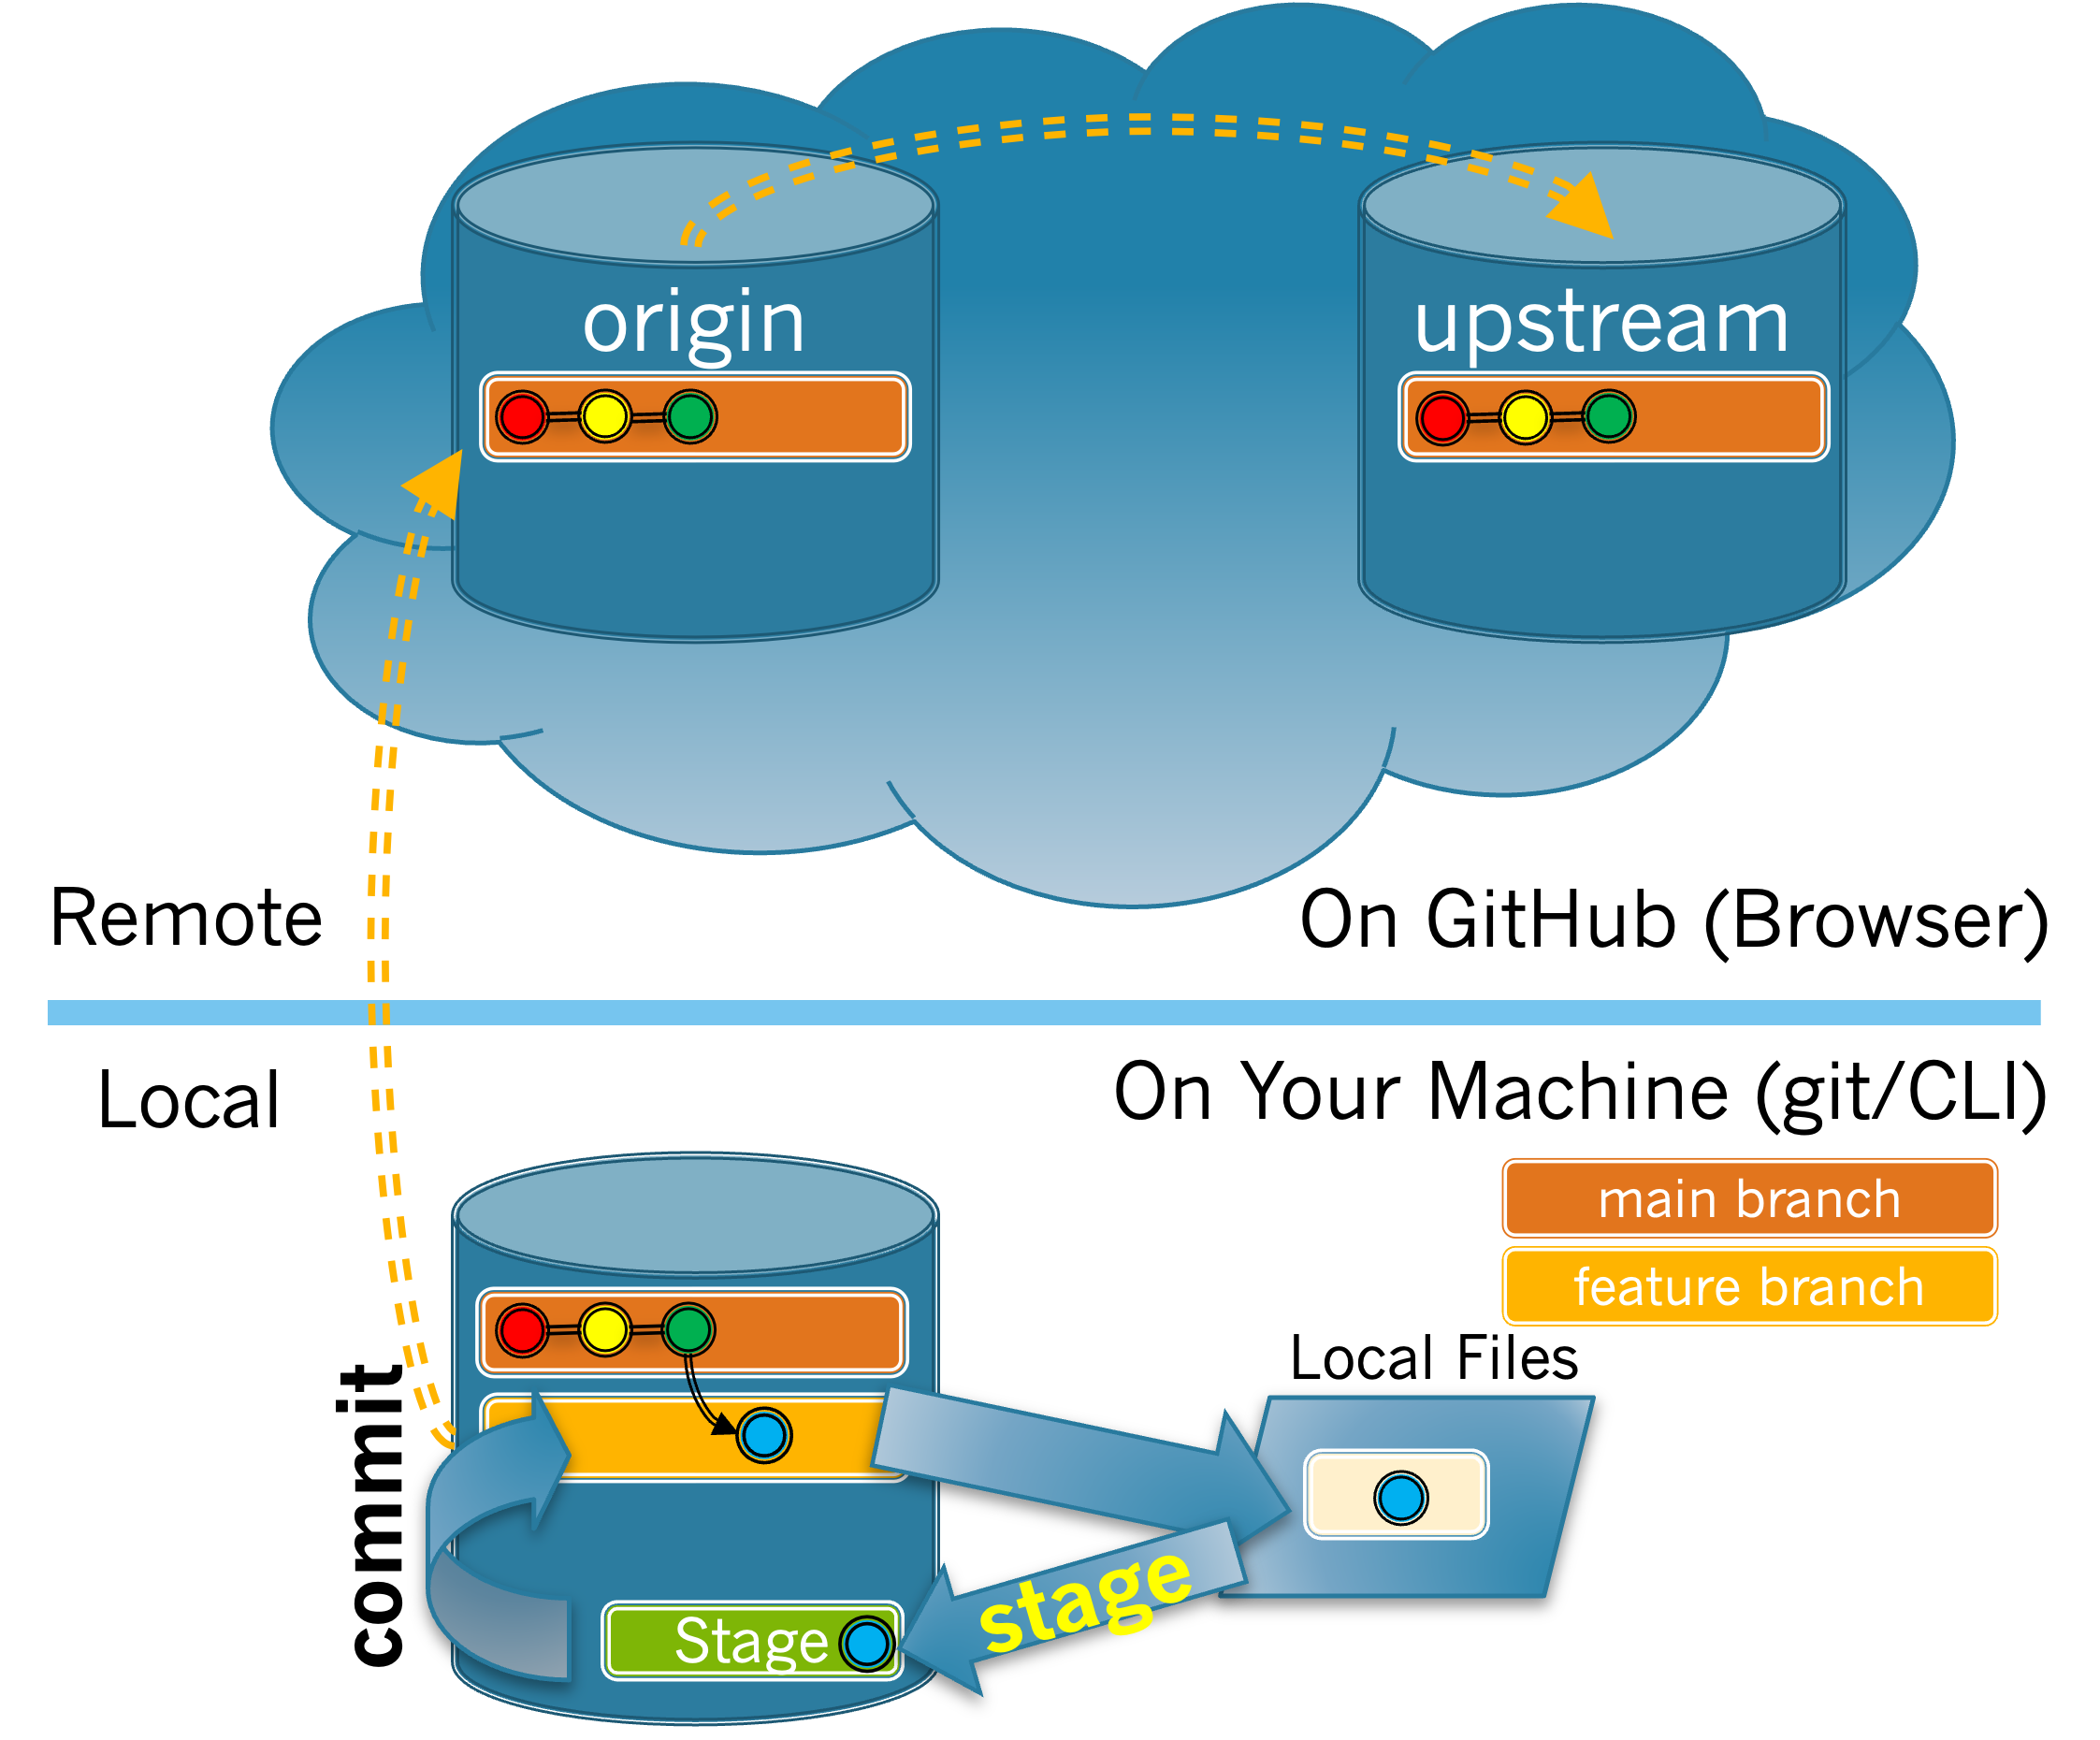 origin
upstream
Remote
On GitHub (Browser)
Local
On Your Machine (git/CLI)
main branch
feature branch
Local Files
commit
stage
Stage